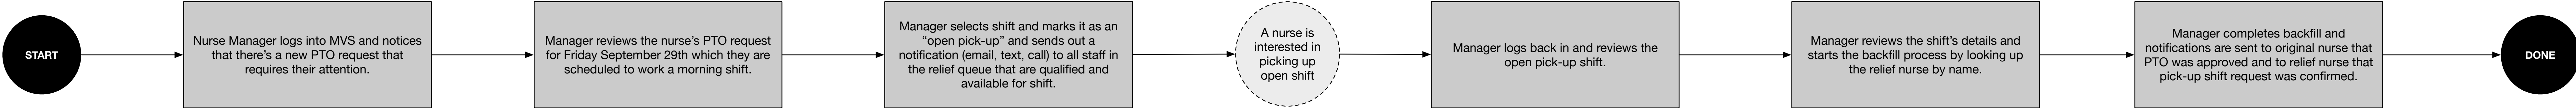 START
Nurse Manager logs into MVS and notices
that there's a new PTO request that
requires their attention.
Manager reviews the nurse's PTO request
for Friday September 29th which they are
scheduled to work a morning shift.
Manager selects shift and marks it as an
“open pick-up” and sends out a
notification (email, text, call) to all staff in
the relief queue that are qualified and
available for shift.
A nurse is
interested in
picking up
open shift
Manager logs back in and reviews the
open pick-up shift.
Manager reviews the shift's details and
starts the backfill process by looking up
the relief nurse by name.
Manager completes backfill and
notifications are sent to original nurse that
PTO was approved and to relief nurse that
pick-up shift request was confirmed.
DONE